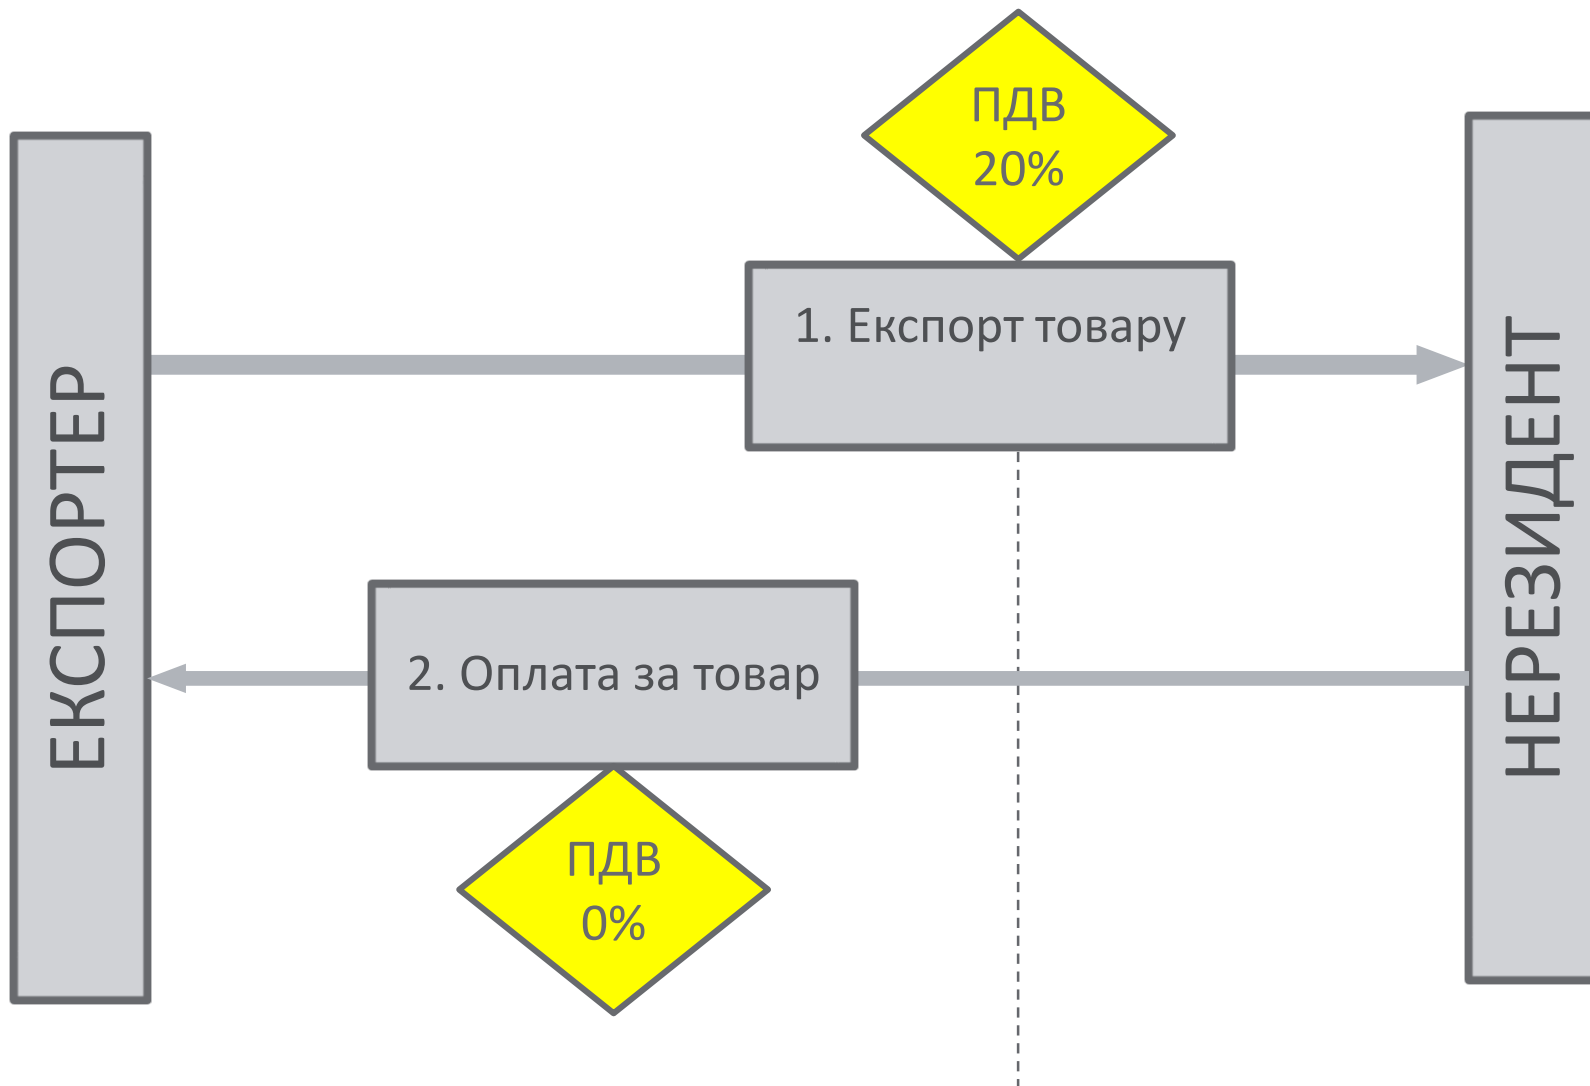 ПДВ
20%
ЕКСПОРТЕР
1. Експорт товару
НЕРЕЗИДЕНТ
2. Оплата за товар
ПДВ
0%